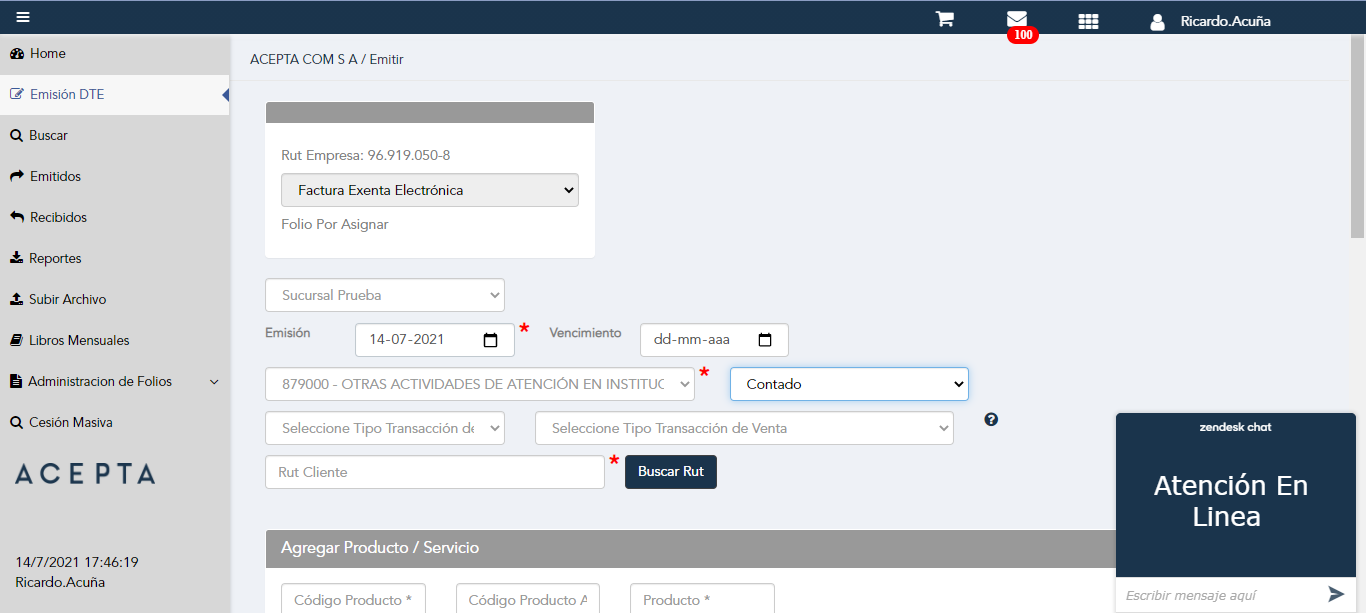 Ricardo.Acuña
100
Home
Emisión DTE
Buscar
Emitidos
Recibidos
Reportes
Subir Archivo
Libros Mensuales
Administracion de Folios
Cesión Masiva
ACEPTA
14/7/2021 17:46:19
Ricardo.Acuña
ACEPTA COM S A / Emitir
Rut Empresa: 96.919.050-8
Factura Exenta Electrónica
Folio Por Asignar
Sucursal Prueba
Emisión 14-07-2021 * Vencimiento dd-mm-aaa
879000 - OTRAS ACTIVIDADES DE ATENCIÓN EN INSTITUC * Contado
Seleccione Tipo Transacción de Seleccione Tipo Transacción de Venta ?
Rut Cliente * Buscar Rut
Agregar Producto / Servicio
Código Producto * Código Producto A Producto *
zendesk chat
Atención En
Linea
Escribir mensaje aquí